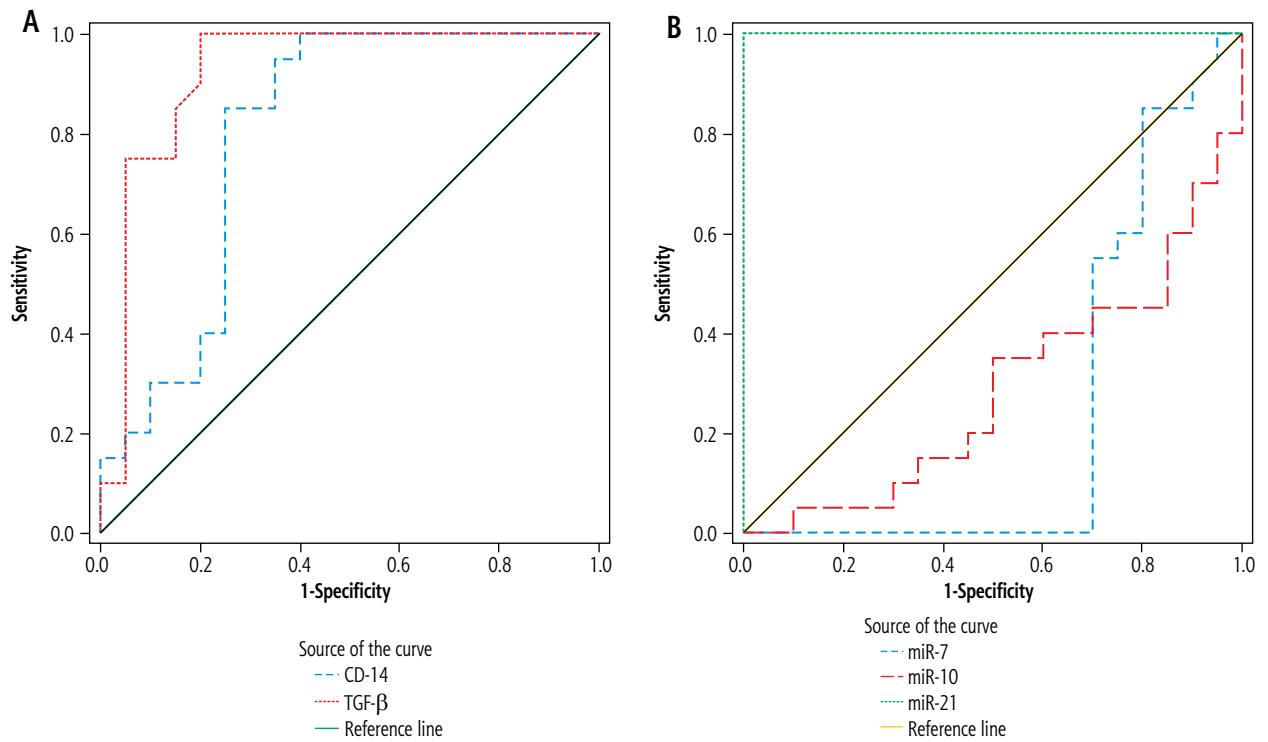 A
1.0
0.8
0.6
0.4
0.2
0.0
Sensitivity
0.0 0.2 0.4 0.6 0.8 1.0
1-Specificity
Source of the curve
CD-14
TGF-β
Reference line
B
1.0
0.8
0.6
0.4
0.2
0.0
Sensitivity
0.0 0.2 0.4 0.6 0.8 1.0
1-Specificity
Source of the curve
miR-7
miR-10
miR-21
Reference line